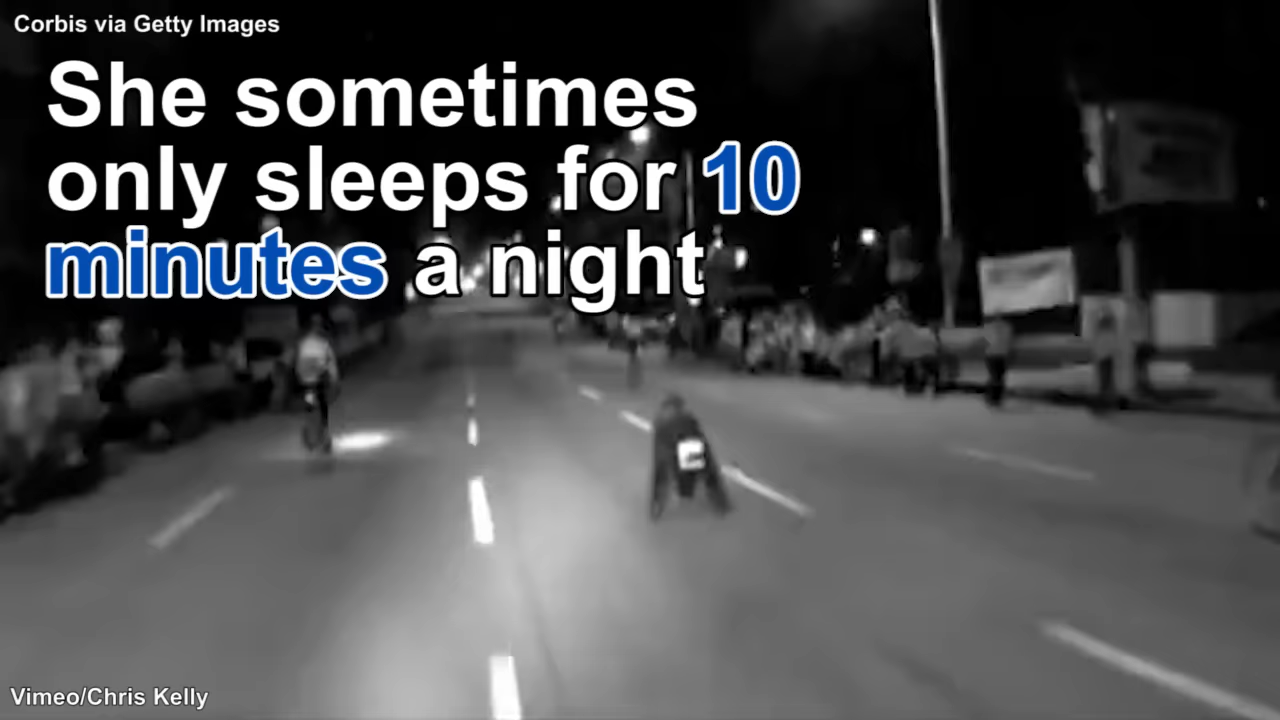 Corbis via Getty Images
She sometimes
only sleeps for 10
minutes a night
Vimeo/Chris Kelly